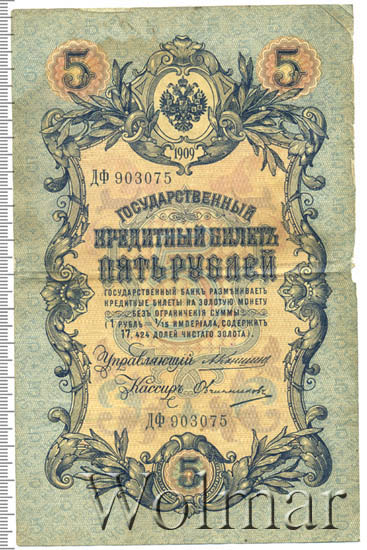 5 5
1909
ДФ 903075
ГОСУДАРСТВЕННЫЙ
КРЕДИТНЫЙ БИЛЕТЪ
ПЯТЬ РУБЛЕЙ
ГОСУДАРСТВЕННЫЙ БАНКЪ РАЗМѢНИВАЕТЪ
КРЕДИТНЫЕ БИЛЕТЫ НА ЗОЛОТУЮ МОНЕТУ
БЕЗЪ ОГРАНИЧЕНІЯ СУММЫ
(1 РУБЛЬ = 1/15 ИМПЕРІАЛА, СОДЕРЖИТЪ
17,424 ДОЛЕЙ ЧИСТАГО ЗОЛОТА).
Управляющій
Кассиръ Овчинниковъ
ДФ 903075
5
Wolmar